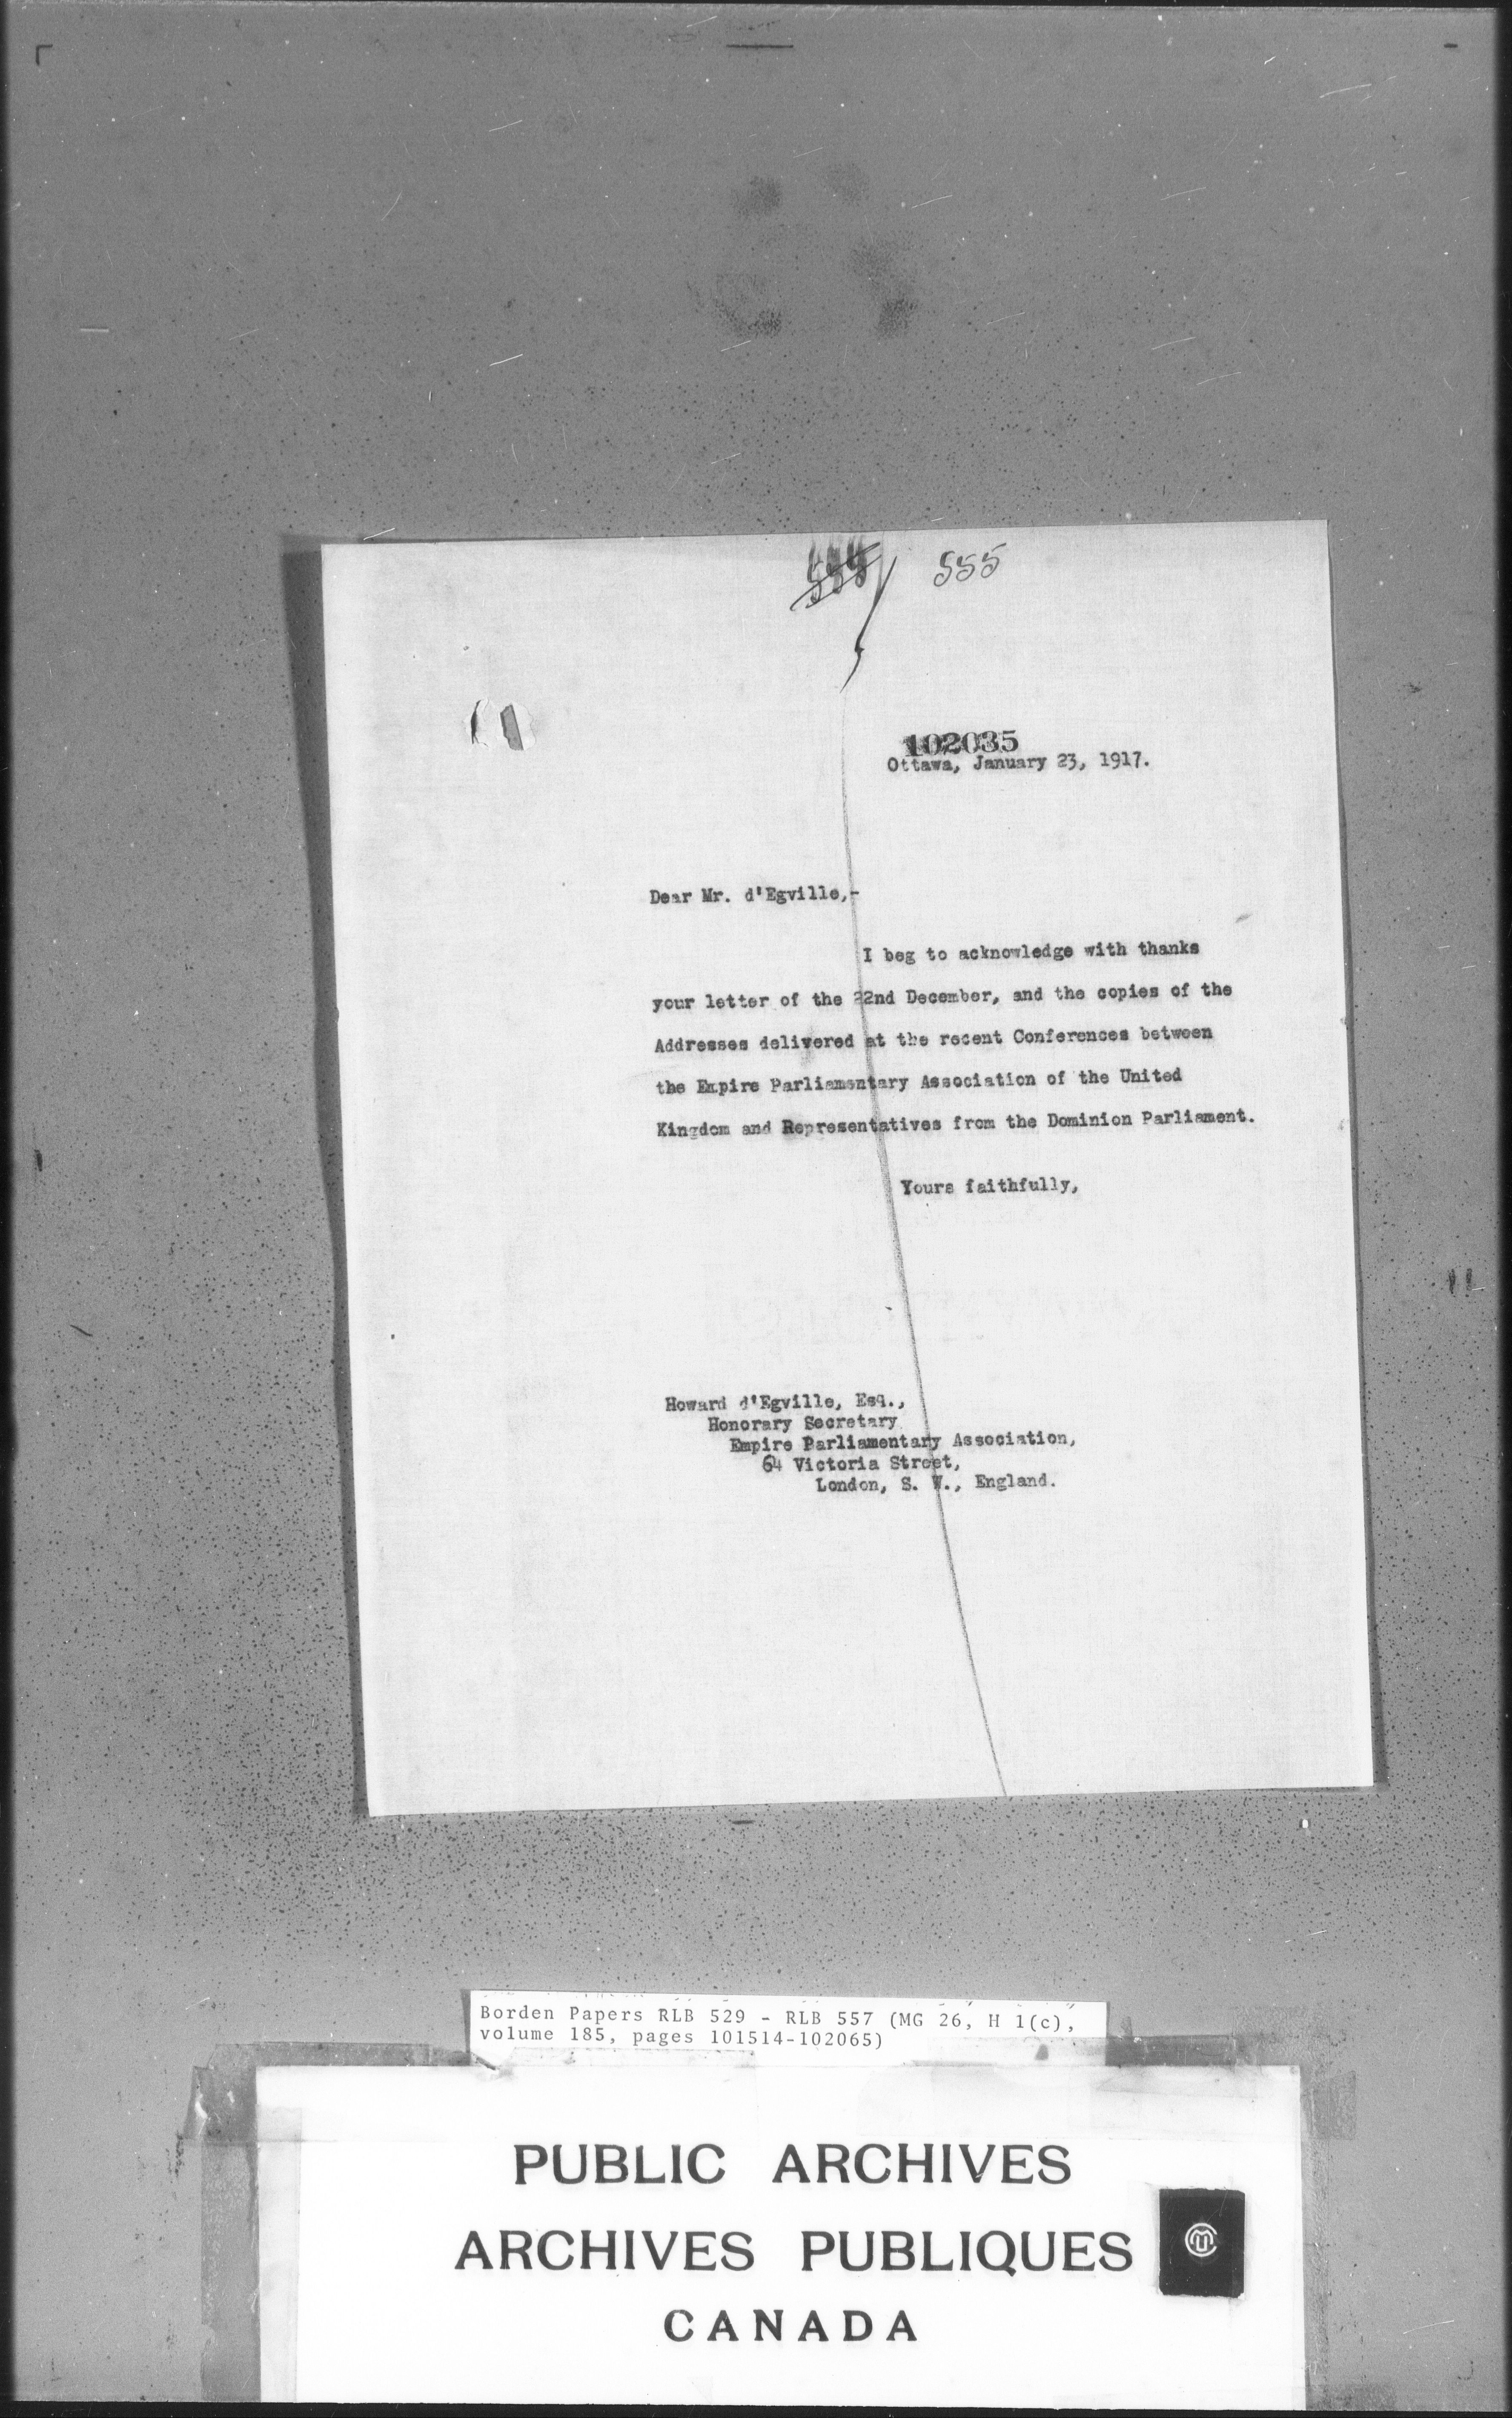 555
102035
Ottawa, January 23, 1917.
Dear Mr. d'Egville,-
I beg to acknowledge with thanks
your letter of the 22nd December, and the copies of the
Addresses delivered at the recent Conferences between
the Empire Parliamentary Association of the United
Kingdom and Representatives from the Dominion Parliament.
Yours faithfully,
Howard d'Egville, Esq.,
Honorary Secretary
Empire Parliamentary Association,
64 Victoria Street,
London, S. W., England.
Borden Papers RLB 529 - RLB 557 (MG 26, H 1(c),
volume 185, pages 101514-102065)
PUBLIC ARCHIVES
ARCHIVES PUBLIQUES
CANADA